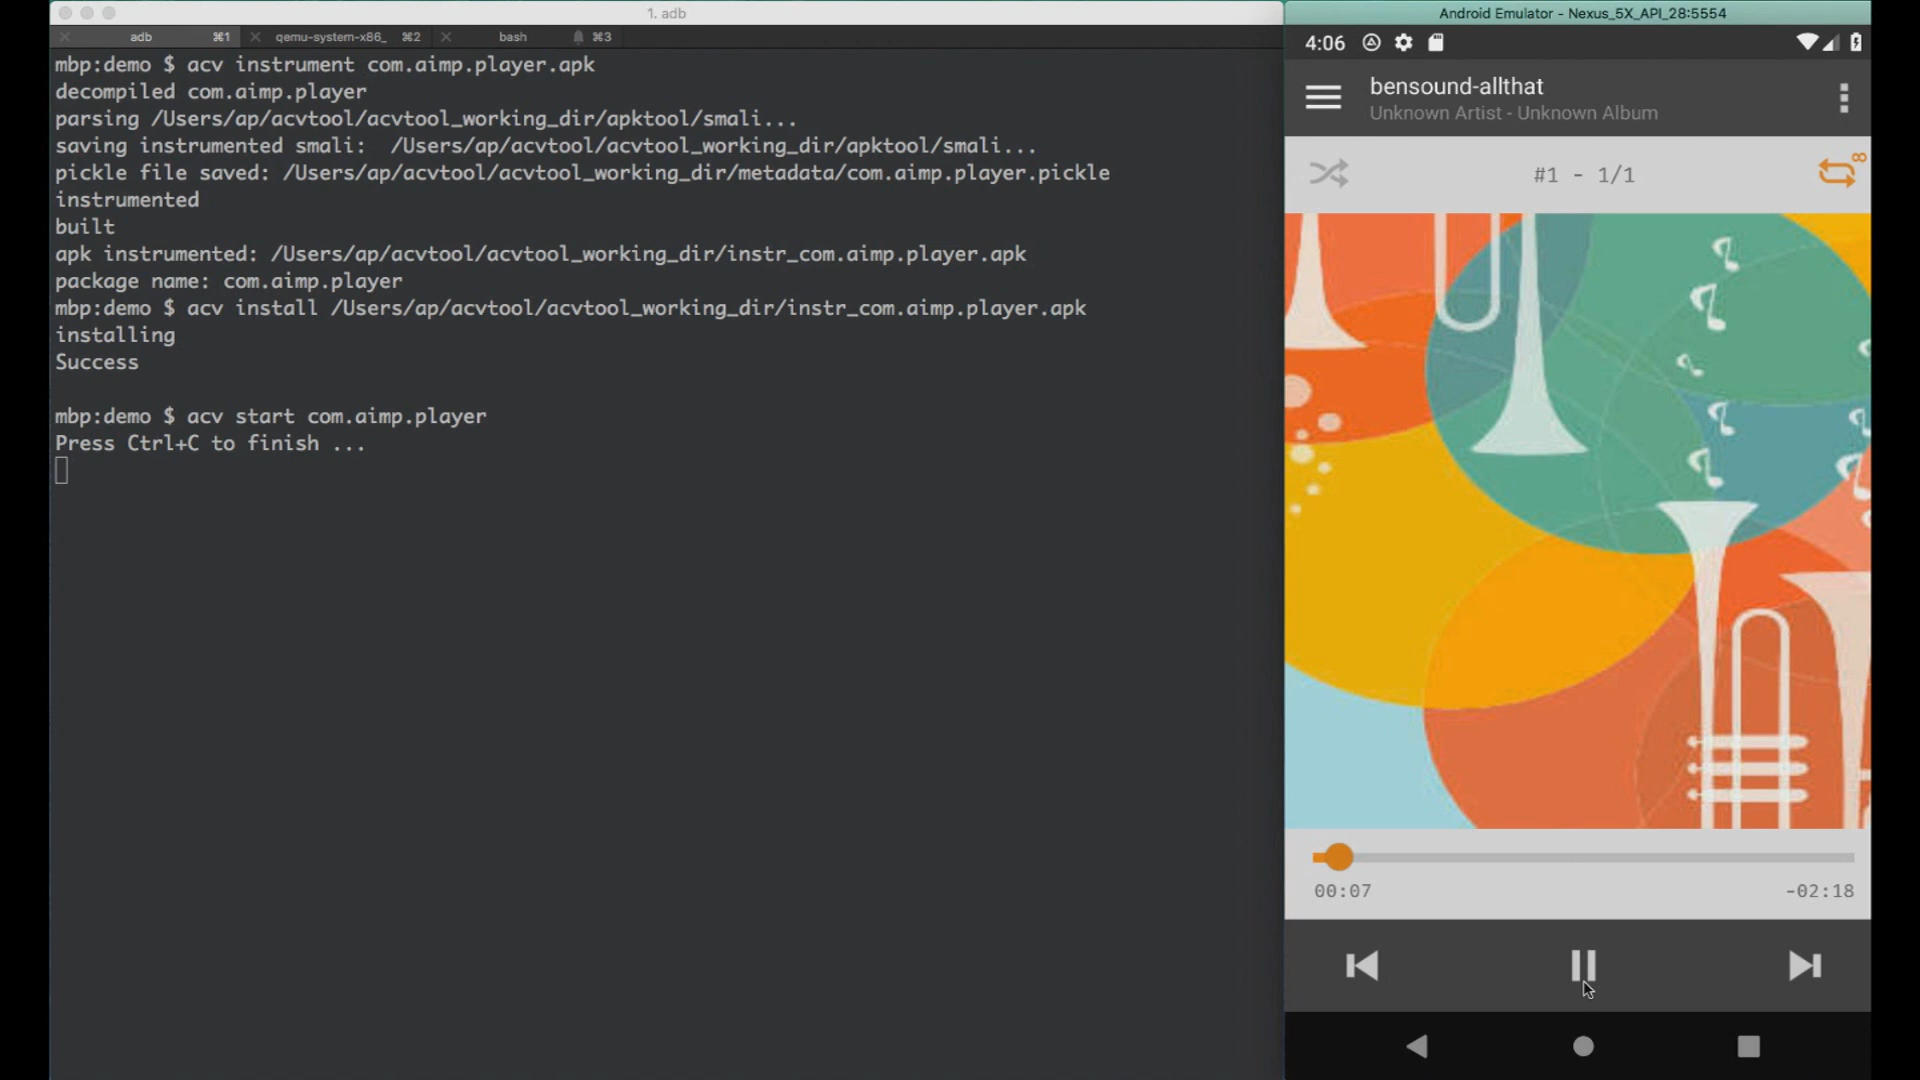 1. adb
adb ⌘1 qemu-system-x86_ ⌘2 bash ⌘3
mbp:demo $ acv instrument com.aimp.player.apk
decompiled com.aimp.player
parsing /Users/ap/acvtool/acvtool_working_dir/apktool/smali...
saving instrumented smali:  /Users/ap/acvtool/acvtool_working_dir/apktool/smali...
pickle file saved: /Users/ap/acvtool/acvtool_working_dir/metadata/com.aimp.player.pickle
instrumented
built
apk instrumented: /Users/ap/acvtool/acvtool_working_dir/instr_com.aimp.player.apk
package name: com.aimp.player
mbp:demo $ acv install /Users/ap/acvtool/acvtool_working_dir/instr_com.aimp.player.apk
installing
Success
mbp:demo $ acv start com.aimp.player
Press Ctrl+C to finish ...
Android Emulator - Nexus_5X_API_28:5554
4:06
bensound-allthat
Unknown Artist - Unknown Album
#1 - 1/1
00:07 -02:18